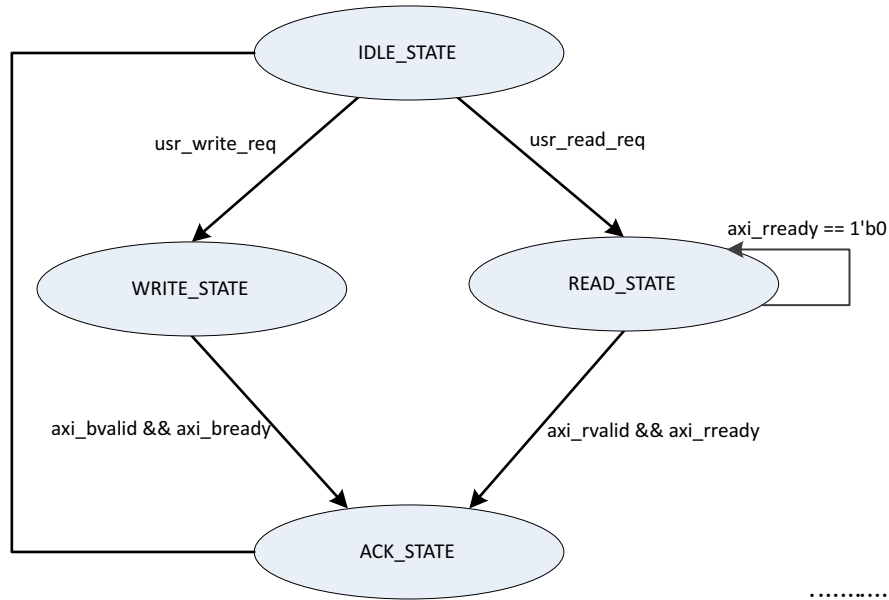 IDLE_STATE
usr_write_req
usr_read_req
axi_rready == 1'b0
WRITE_STATE
READ_STATE
axi_bvalid && axi_bready
axi_rvalid && axi_rready
ACK_STATE